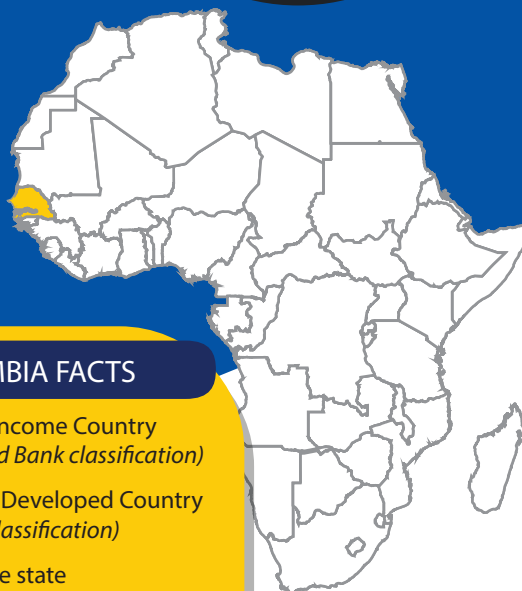 MBIA FACTS
ncome Country
d Bank classification)
Developed Country
lassification)
e state